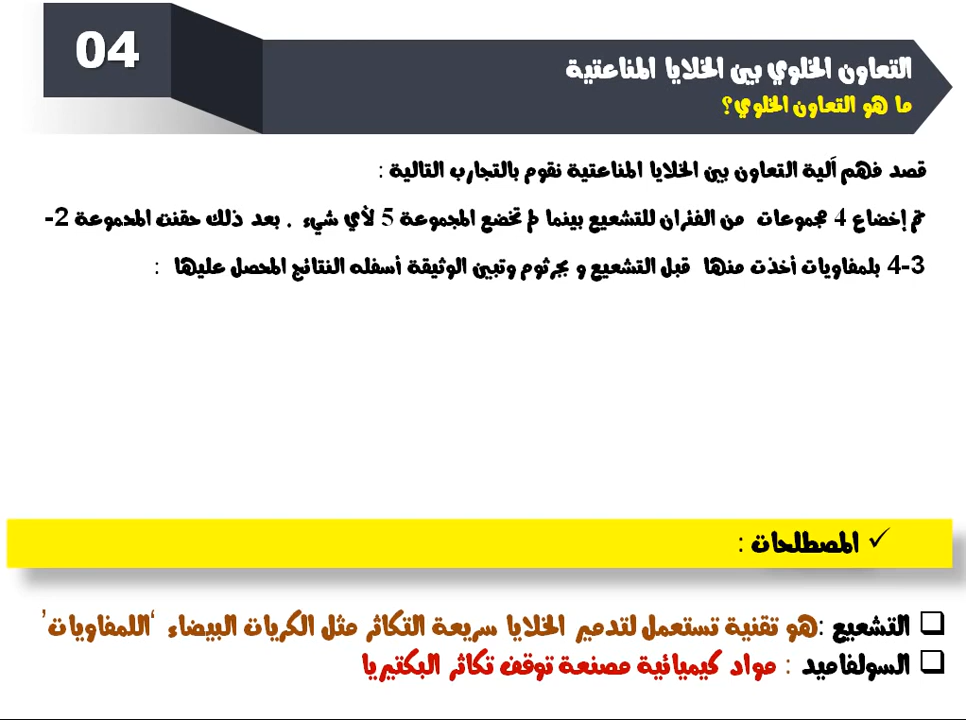 04
التعاون الخلوي بين الخلايا المناعتية
ما هو التعاون الخلوي؟
قصد فهم آلية التعاون بين الخلايا المناعتية نقوم بالتجارب التالية :
تم إخضاع 4 مجموعات من الفئران للتشعيع بينما لم تخضع المجموعة 5 لأي شيء . بعد ذلك حقنت المجموعة 2-
3-4 بلمفاويات أخذت منها قبل التشعيع و بجرثوم وتبين الوثيقة أسفله النتائج المحصل عليها :
✓ المصطلحات :
التشعيع :هو تقنية تستعمل لتدمير الخلايا سريعة التكاثر مثل الكريات البيضاء ‘اللمفاويات’
السولفاميد : مواد كيميائية مصنعة توقف تكاثر البكتيريا